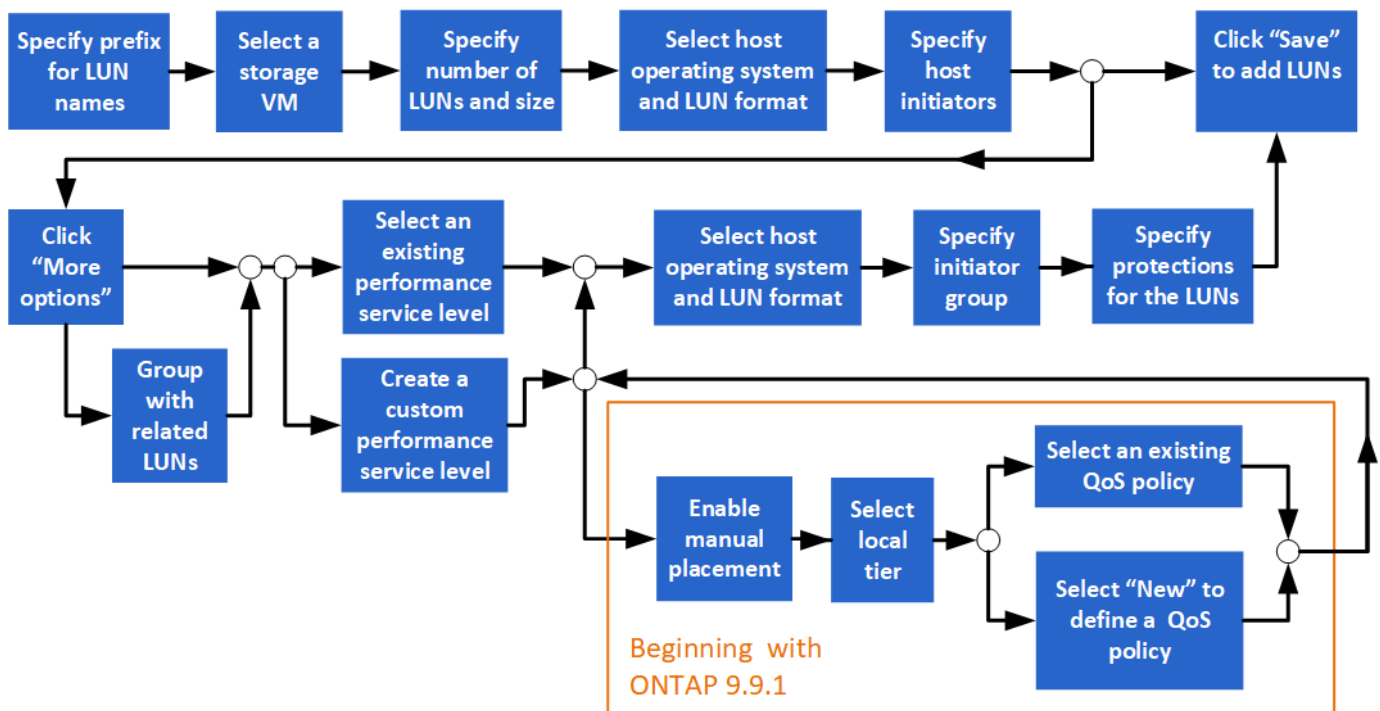 Specify prefix
for LUN
names
Select a
storage
VM
Specify
number of
LUNs and size
Select host
operating system
and LUN format
Specify
host
initiators
Click “Save”
to add LUNs
Click
“More
options”
Group
with
related
LUNs
Select an
existing
performance
service level
Create a
custom
performance
service level
Select host
operating system
and LUN format
Specify
initiator
group
Specify
protections
for the LUNs
Enable
manual
placement
Select
local
tier
Select an existing
QoS policy
Select “New” to
define a QoS
policy
Beginning with
ONTAP 9.9.1